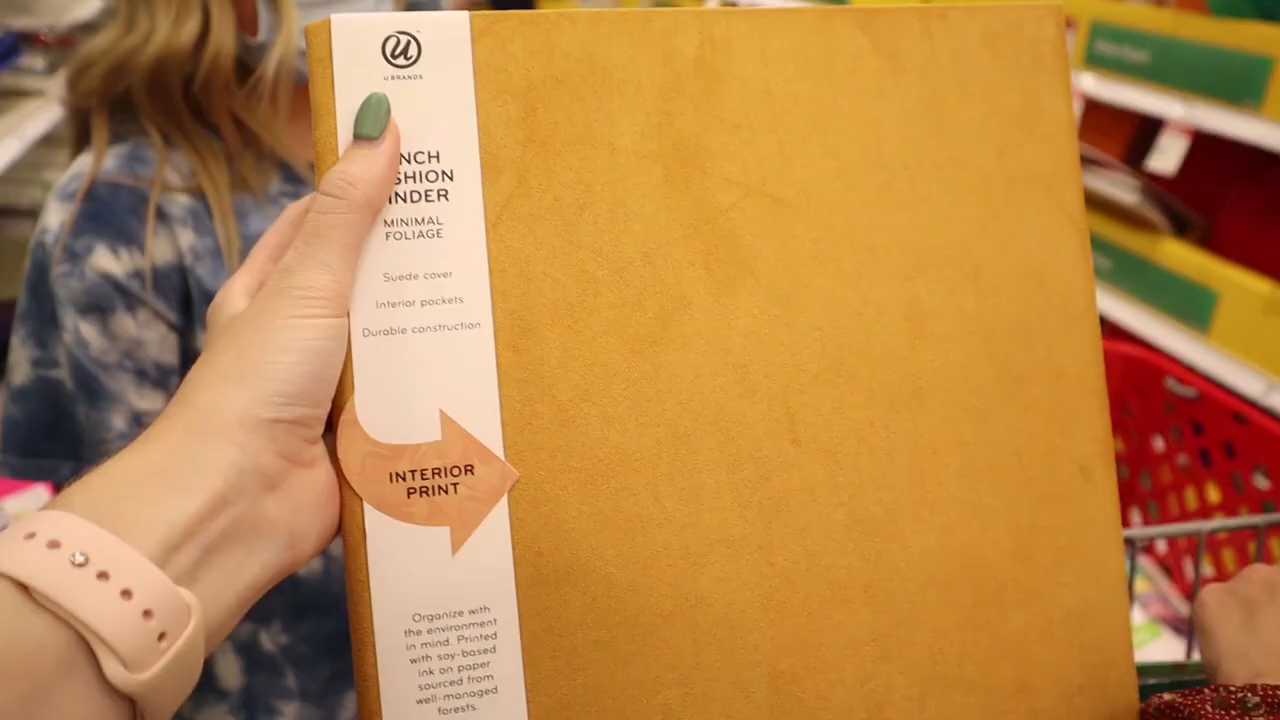 U BRANDS
NCH
SHION
INDER
MINIMAL
FOLIAGE
Suede cover
Interior pockets
Durable construction
INTERIOR
PRINT
Organize with
the environment
in mind. Printed
with soy-based
ink on paper
sourced from
well-managed
forests.